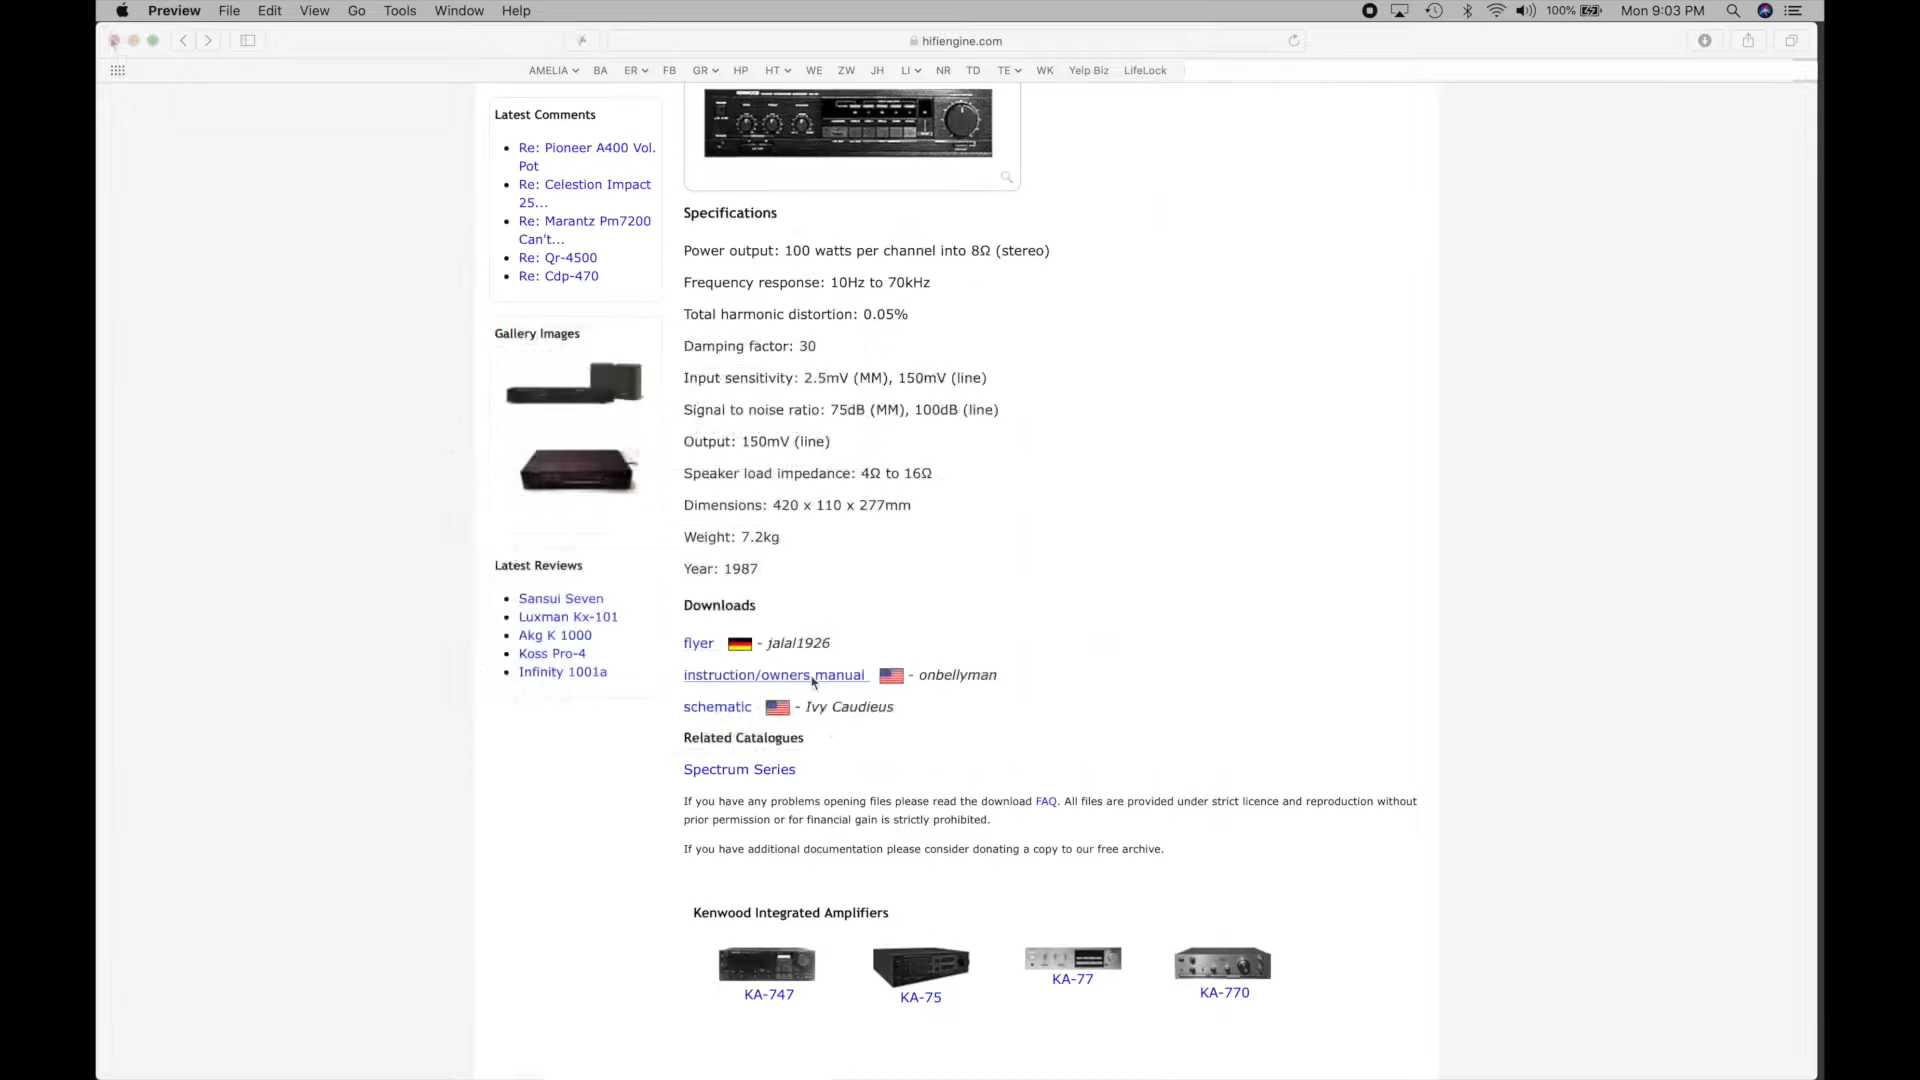 Preview File Edit View Go Tools Window Help 100% Mon 9:03 PM
hifiengine.com
AMELIA BA ER FB GR HP HT WE ZW JH LI NR TD TE WK Yelp Biz LifeLock
Latest Comments
Re: Pioneer A400 Vol.
Pot
Re: Celestion Impact
25...
Re: Marantz Pm7200
Can't...
Re: Qr-4500
Re: Cdp-470
Gallery Images
Latest Reviews
Sansui Seven
Luxman Kx-101
Akg K 1000
Koss Pro-4
Infinity 1001a
KENWOOD
Specifications
Power output: 100 watts per channel into 8Ω (stereo)
Frequency response: 10Hz to 70kHz
Total harmonic distortion: 0.05%
Damping factor: 30
Input sensitivity: 2.5mV (MM), 150mV (line)
Signal to noise ratio: 75dB (MM), 100dB (line)
Output: 150mV (line)
Speaker load impedance: 4Ω to 16Ω
Dimensions: 420 x 110 x 277mm
Weight: 7.2kg
Year: 1987
Downloads
flyer - jalal1926
instruction/owners manual - onbellyman
schematic - Ivy Caudieus
Related Catalogues
Spectrum Series
If you have any problems opening files please read the download FAQ. All files are provided under strict licence and reproduction without
prior permission or for financial gain is strictly prohibited.
If you have additional documentation please consider donating a copy to our free archive.
Kenwood Integrated Amplifiers
KA-747 KA-75 KA-77 KA-770